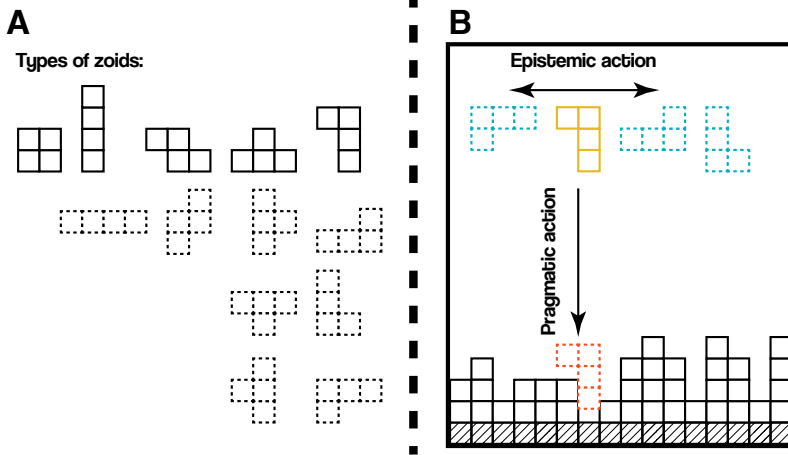 A
Types of zoids:
B
Epistemic action
Pragmatic action